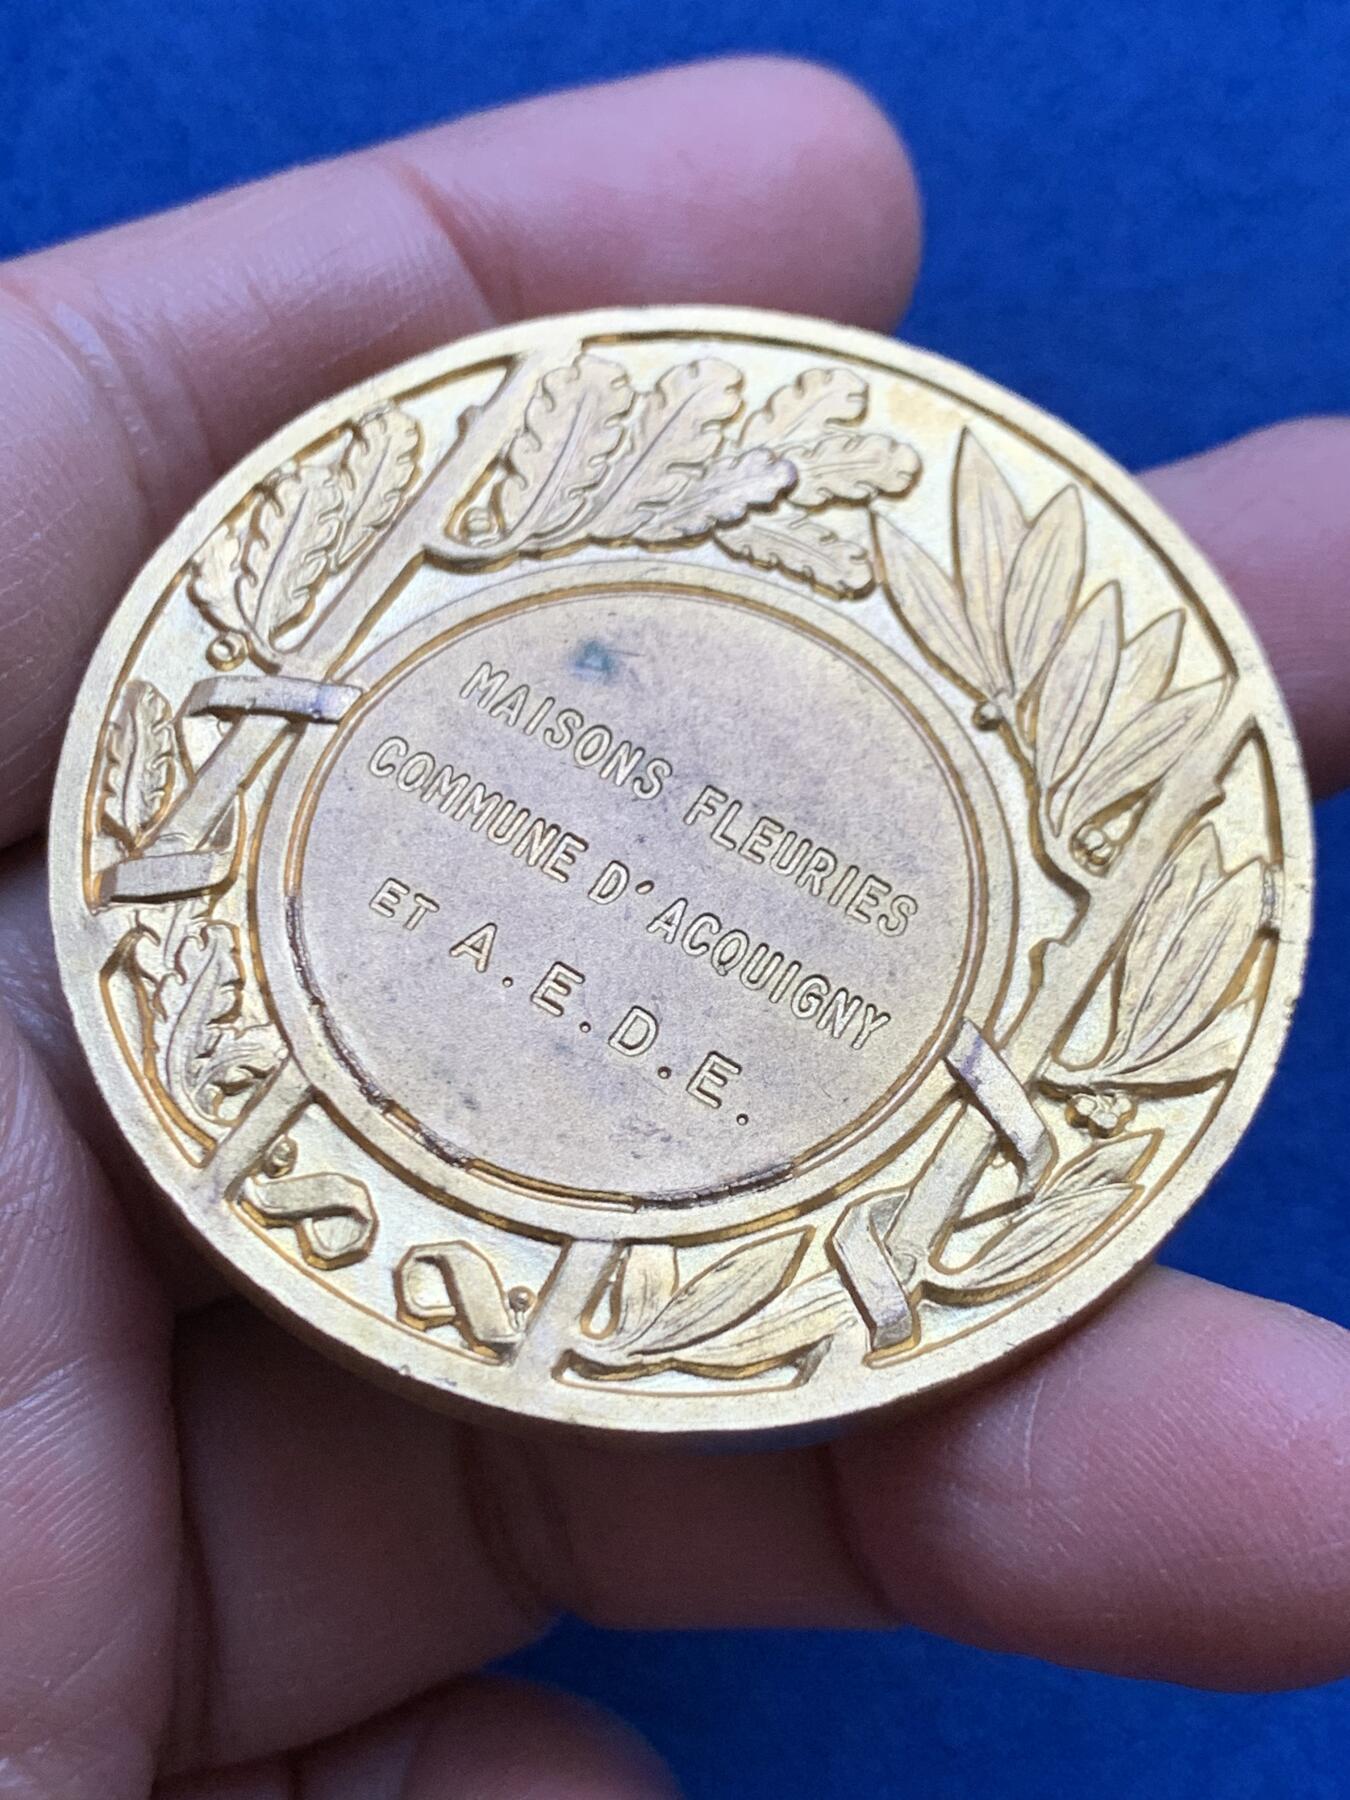 MAISONS FLEURIES
COMMUNE D'ACQUIGNY
ET A.E.D.E.